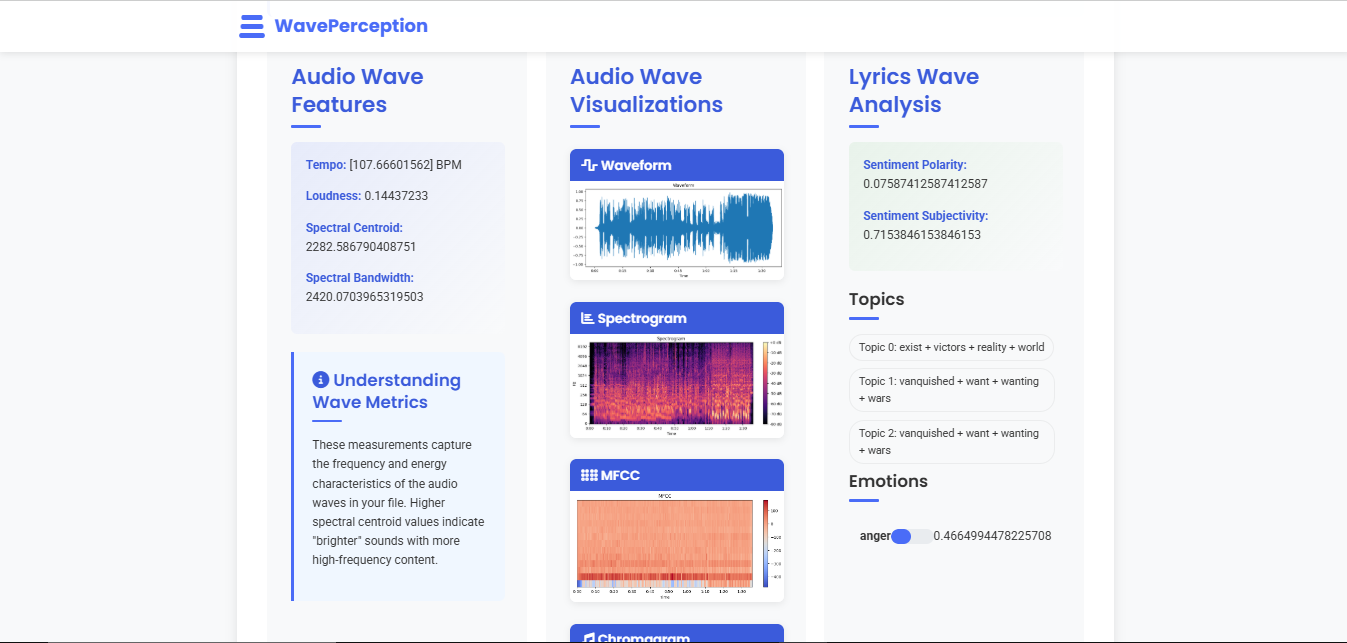 WavePerception
Audio Wave
Features
Tempo: [107.66601562] BPM
Loudness: 0.14437233
Spectral Centroid:
2282.586790408751
Spectral Bandwidth:
2420.0703965319503
Understanding
Wave Metrics
These measurements capture
the frequency and energy
characteristics of the audio
waves in your file. Higher
spectral centroid values indicate
"brighter" sounds with more
high-frequency content.
Audio Wave
Visualizations
Waveform
Waveform
Time
Spectrogram
Spectrogram
Time
MFCC
MFCC
Time
Chromagram
Lyrics Wave
Analysis
Sentiment Polarity:
0.07587412587412587
Sentiment Subjectivity:
0.7153846153846153
Topics
Topic 0: exist + victors + reality + world
Topic 1: vanquished + want + wanting
+ wars
Topic 2: vanquished + want + wanting
+ wars
Emotions
anger 0.4664994478225708